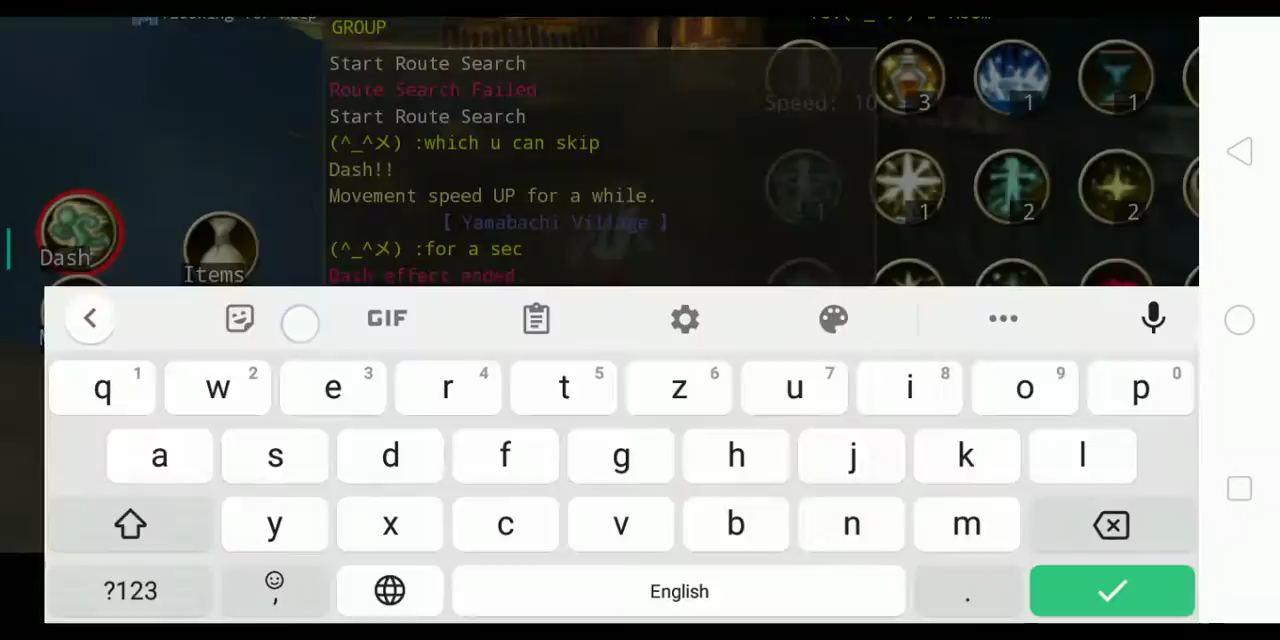 GROUP
Start Route Search
Route Search Failed
Start Route Search
(^_^メ) :which u can skip
Dash!!
Movement speed UP for a while.
[ Yamabachi Village ]
(^_^メ) :for a sec
Dash effect ended.
Speed: 10
3 1 1
1 1 2 2
Dash
Items
GIF
q 1 w 2 e 3 r 4 t 5 z 6 u 7 i 8 o 9 p 0
a s d f g h j k l
y x c v b n m
?123 , English .